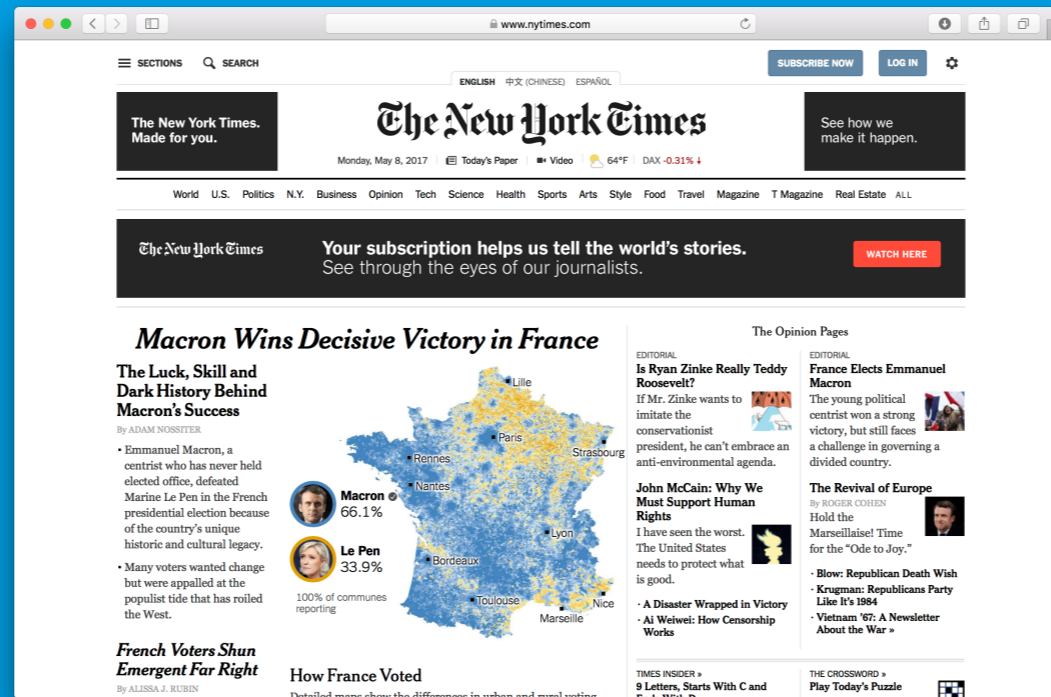 www.nytimes.com
SECTIONS SEARCH
SUBSCRIBE NOW LOG IN
ENGLISH 中文 (CHINESE) ESPAÑOL
The New York Times.
Made for you.
The New York Times
See how we
make it happen.
Monday, May 8, 2017 Today's Paper Video 64°F DAX -0.31% ↓
World U.S. Politics N.Y. Business Opinion Tech Science Health Sports Arts Style Food Travel Magazine T Magazine Real Estate ALL
The New York Times
Your subscription helps us tell the world's stories.
See through the eyes of our journalists.
WATCH HERE
Macron Wins Decisive Victory in France
The Luck, Skill and
Dark History Behind
Macron's Success
By ADAM NOSSITER
• Emmanuel Macron, a
centrist who has never held
elected office, defeated
Marine Le Pen in the French
presidential election because
of the country's unique
historic and cultural legacy.
• Many voters wanted change
but were appalled at the
populist tide that has roiled
the West.
French Voters Shun
Emergent Far Right
By ALISSA J. RUBIN
Lille
Paris
Strasbourg
Rennes
Nantes
Macron
66.1%
Lyon
Le Pen
33.9%
Bordeaux
100% of communes
reporting
Toulouse
Nice
Marseille
How France Voted
Detailed maps show the differences in urban and rural voting
The Opinion Pages
EDITORIAL
Is Ryan Zinke Really Teddy
Roosevelt?
If Mr. Zinke wants to
imitate the
conservationist
president, he can't embrace an
anti-environmental agenda.
John McCain: Why We
Must Support Human
Rights
I have seen the worst.
The United States
needs to protect what
is good.
· A Disaster Wrapped in Victory
· Ai Weiwei: How Censorship
Works
EDITORIAL
France Elects Emmanuel
Macron
The young political
centrist won a strong
victory, but still faces
a challenge in governing a
divided country.
The Revival of Europe
By ROGER COHEN
Hold the
Marseillaise! Time
for the “Ode to Joy.”
· Blow: Republican Death Wish
· Krugman: Republicans Party
Like It's 1984
· Vietnam '67: A Newsletter
About the War »
TIMES INSIDER »
9 Letters, Starts With C and
THE CROSSWORD »
Play Today's Puzzle